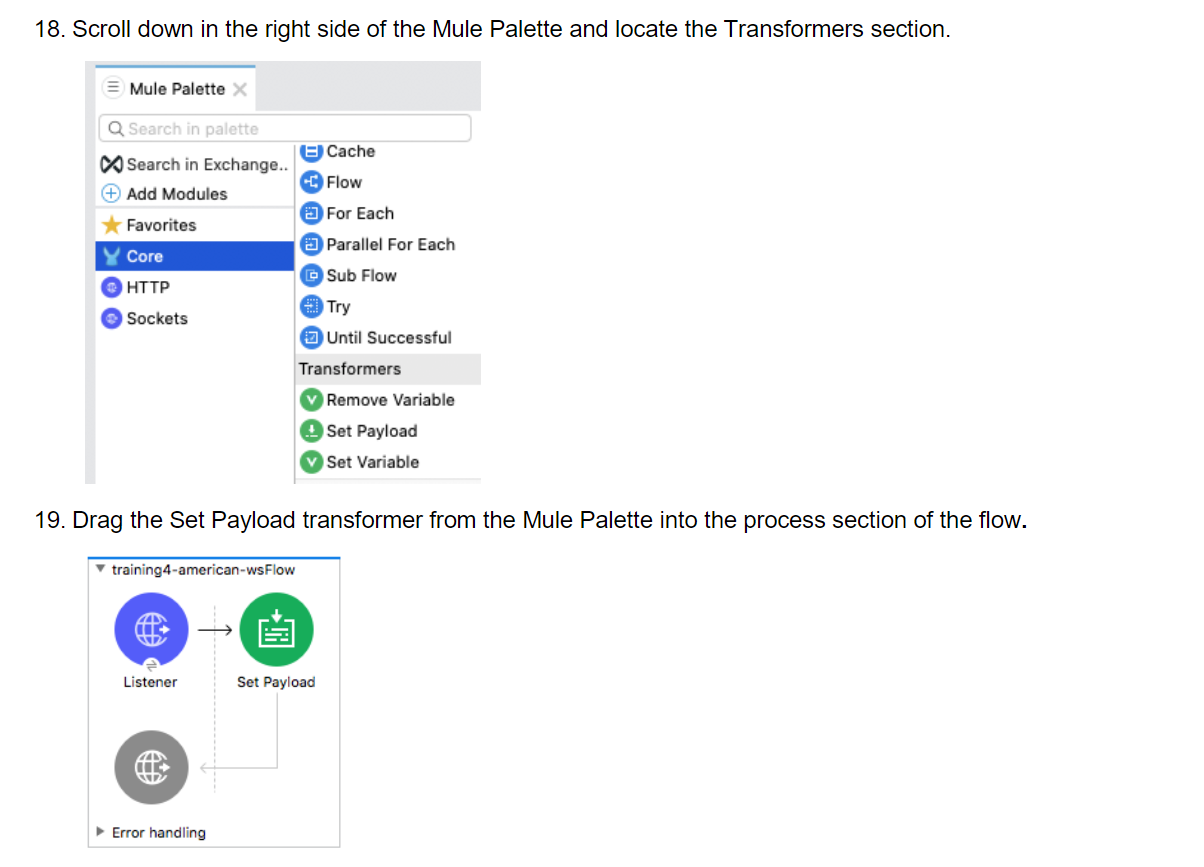 18. Scroll down in the right side of the Mule Palette and locate the Transformers section.
Mule Palette
Search in palette
Search in Exchange..
Add Modules
Favorites
Core
HTTP
Sockets
Cache
Flow
For Each
Parallel For Each
Sub Flow
Try
Until Successful
Transformers
Remove Variable
Set Payload
Set Variable
19. Drag the Set Payload transformer from the Mule Palette into the process section of the flow.
training4-american-wsFlow
Listener
Set Payload
Error handling